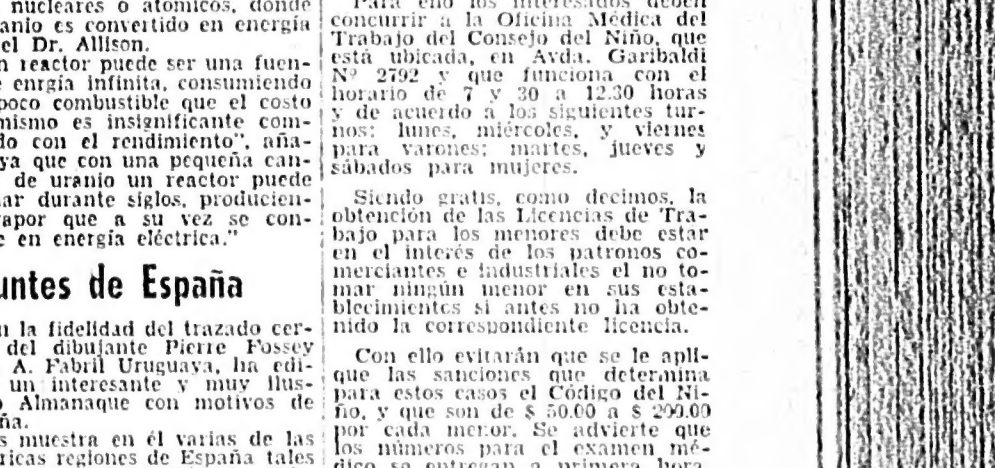 nucleares o atómicos, donde
anio es convertido en energía
el Dr. Allison.
n reactor puede ser una fuen-
e enrgía infinita, consumiendo
poco combustible que el costo
mismo es insignificante com-
do con el rendimiento", aña-
ya que con una pequeña can-
de uranio un reactor puede
ar durante siglos, producien-
vapor que a su vez se con-
e en energía eléctrica."
untes de España
n la fidelidad del trazado cer-
del dibujante Pierre Fossey
A. Fabril Uruguaya, ha edi-
un interesante y muy ilus-
o Almanaque con motivos de
ña.
s muestra en él varias de las
ricas regiones de España tales
Para ello los interesados deben
concurrir a la Oficina Médica del
Trabajo del Consejo del Niño, que
está ubicada, en Avda. Garibaldi
Nº 2792 y que funciona con el
horario de 7 y 30 a 12.30 horas
y de acuerdo a los siguientes tur-
nos: lunes, miércoles, y viernes
para varones; martes, jueves y
sábados para mujeres.
Siendo gratis, como decimos, la
obtención de las Licencias de Tra-
bajo para los menores debe estar
en el interés de los patronos co-
merciantes e industriales el no to-
mar ningún menor en sus esta-
blecimientos si antes no ha obte-
nido la correspondiente licencia.
Con ello evitarán que se le apli-
que las sanciones que determina
para estos casos el Código del Ni-
ño, y que son de $ 50.00 a $ 200.00
por cada menor. Se advierte que
los números para el examen mé-
dico se entregan a primera hora.